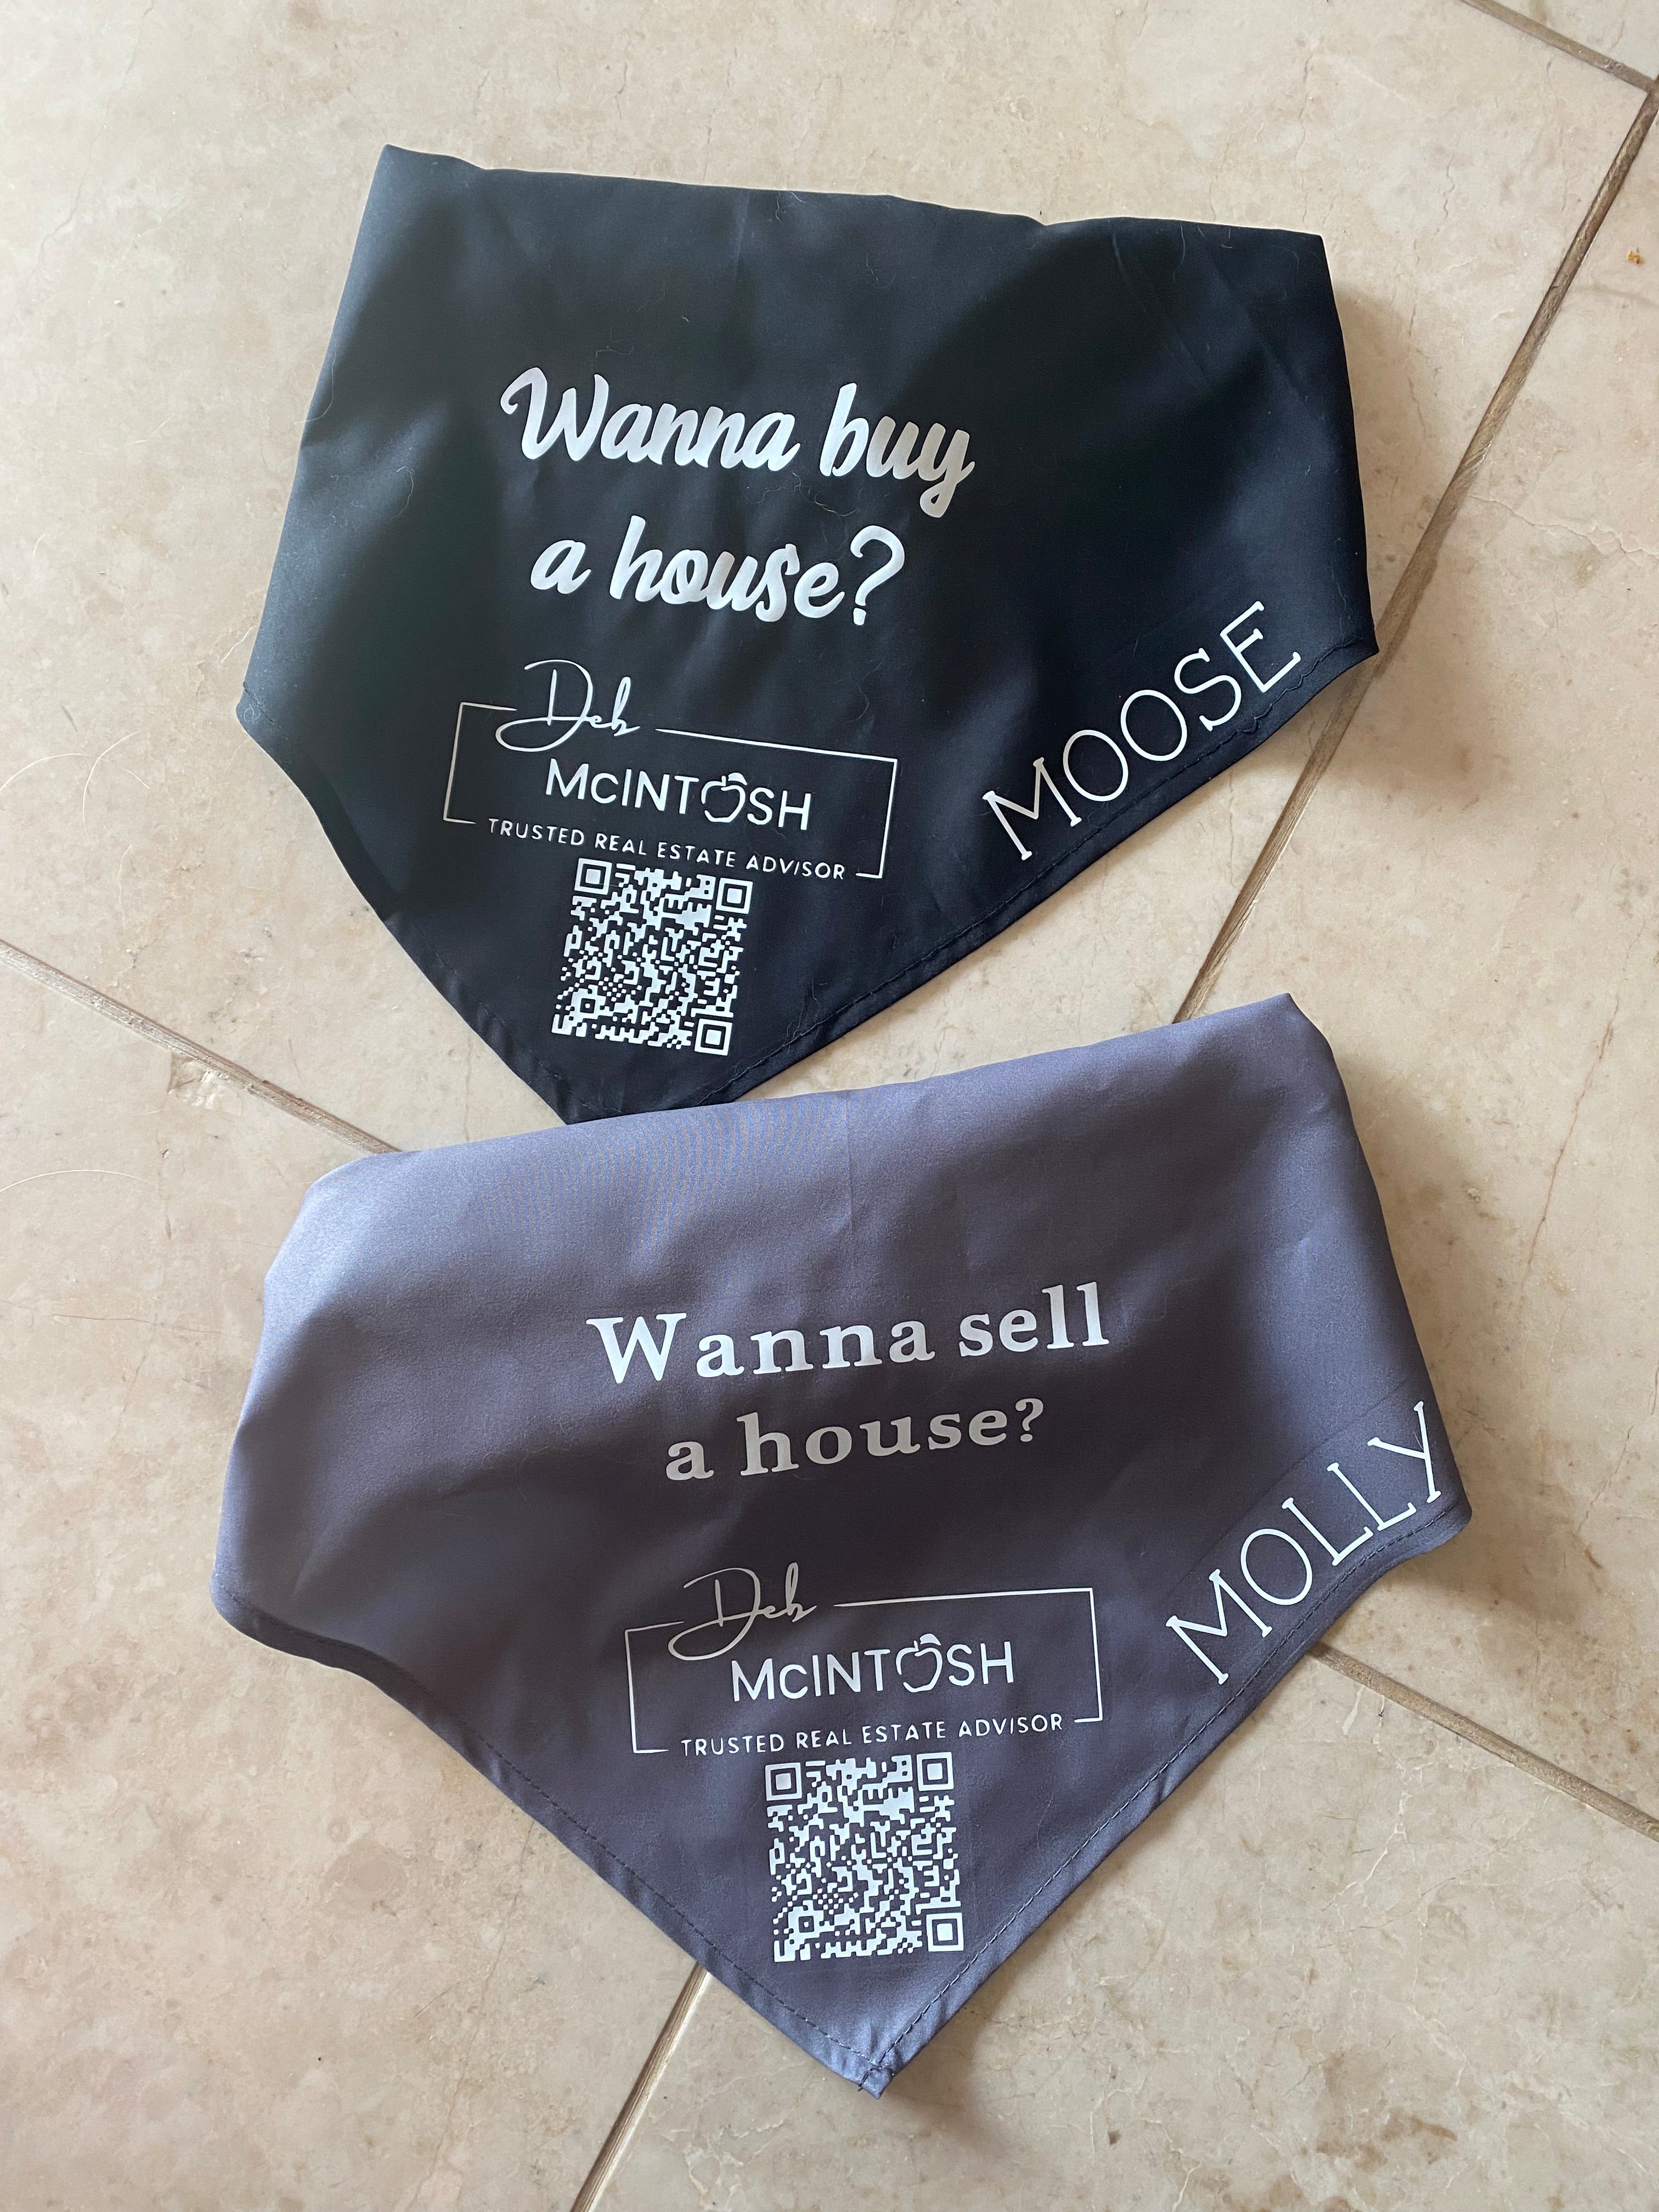 Wanna buy
a house?
Deb
McINTOSH
TRUSTED REAL ESTATE ADVISOR
MOOSE
Wanna sell
a house?
Deb
McINTOSH
TRUSTED REAL ESTATE ADVISOR
MOLLY